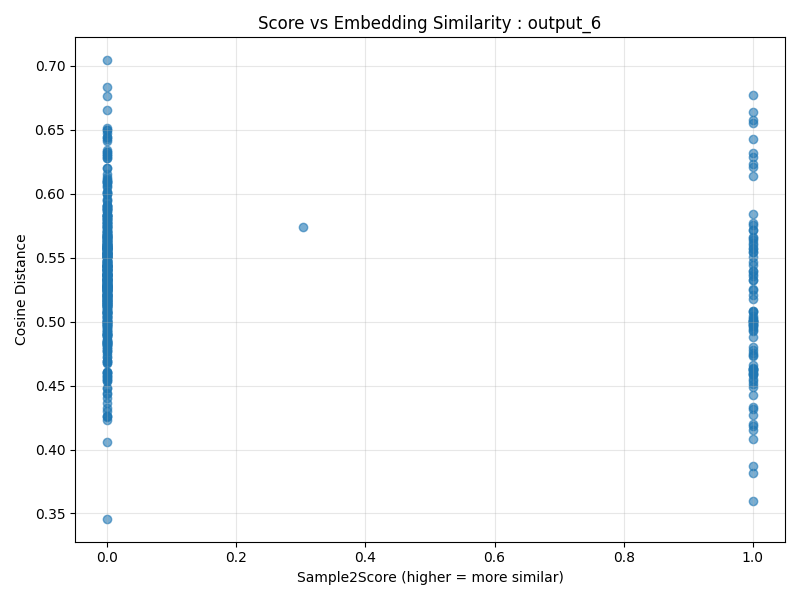 Score vs Embedding Similarity : output_6
Cosine Distance
0.70
0.65
0.60
0.55
0.50
0.45
0.40
0.35
0.0 0.2 0.4 0.6 0.8 1.0
Sample2Score (higher = more similar)